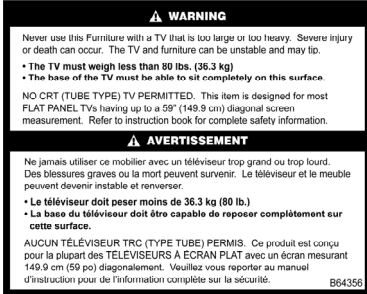 ⚠ WARNING
Never use this Furniture with a TV that is too large or too heavy. Severe injury
or death can occur. The TV and furniture can be unstable and may tip.
• The TV must weigh less than 80 lbs. (36.3 kg)
• The base of the TV must be able to sit completely on this surface.
NO CRT (TUBE TYPE) TV PERMITTED. This item is designed for most
FLAT PANEL TVs having up to a 59" (149.9 cm) diagonal screen
measurement. Refer to instruction book for complete safety information.
⚠ AVERTISSEMENT
Ne jamais utiliser ce mobilier avec un téléviseur trop grand ou trop lourd.
Des blessures graves ou la mort peuvent survenir. Le téléviseur et le meuble
peuvent devenir instable et renverser.
• Le téléviseur doit peser moins de 36.3 kg (80 lb.)
• La base du téléviseur doit être capable de reposer complètement sur
cette surface.
AUCUN TÉLÉVISEUR TRC (TYPE TUBE) PERMIS. Ce produit est conçu
pour la plupart des TÉLÉVISEURS À ÉCRAN PLAT avec un écran mesurant
149.9 cm (59 po) diagonalement. Veuillez vous reporter au manuel
d'instruction pour de l'information complète sur la sécurité.
B64356